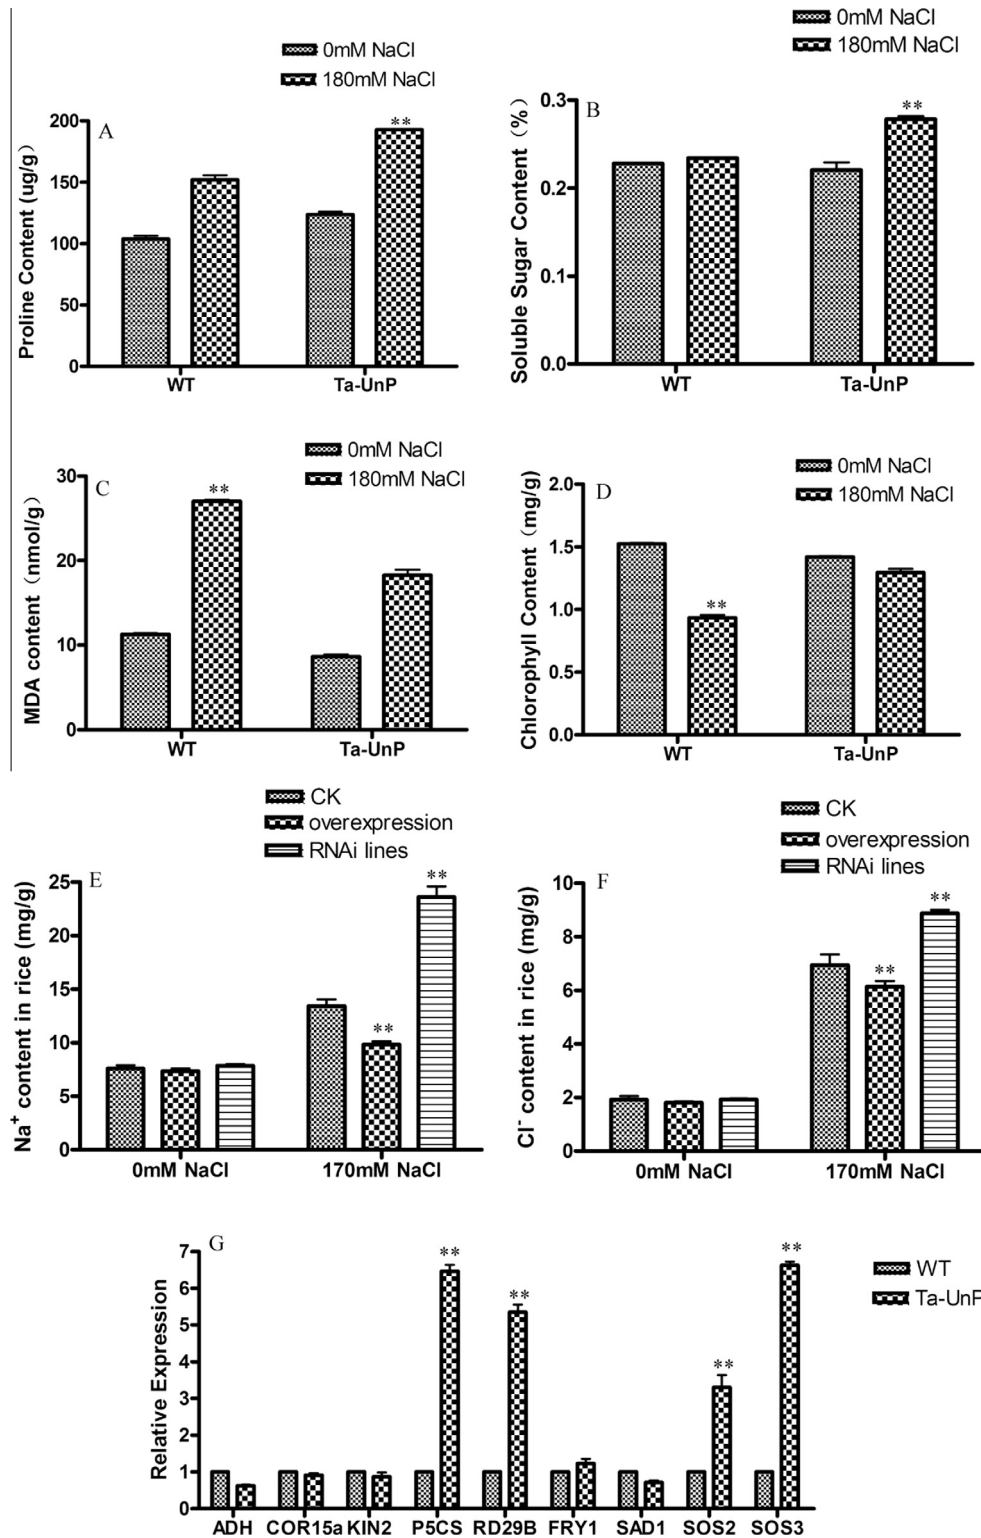 0mM NaCl
180mM NaCl
A
Proline Content (ug/g)
200
150
100
50
0
WT Ta-UnP
0mM NaCl
180mM NaCl
B
Soluble Sugar Content (%)
0.3
0.2
0.1
0.0
**
WT Ta-UnP
**
0mM NaCl
180mM NaCl
C
MDA content (nmol/g)
30
20
10
0
**
WT Ta-UnP
0mM NaCl
180mM NaCl
D
Chlorophyll Content (mg/g)
2.0
1.5
1.0
0.5
0.0
**
WT Ta-UnP
CK
overexpression
RNAi lines
E
Na+ content in rice (mg/g)
25
20
15
10
5
0
** **
0mM NaCl 170mM NaCl
CK
overexpression
RNAi lines
F
Cl- content in rice (mg/g)
10
8
6
4
2
0
** **
0mM NaCl 170mM NaCl
G
WT
Ta-UnP
Relative Expression
7
6
5
4
3
2
1
0
** ** ** **
ADH COR15a KIN2 P5CS RD29B FRY1 SAD1 SOS2 SOS3